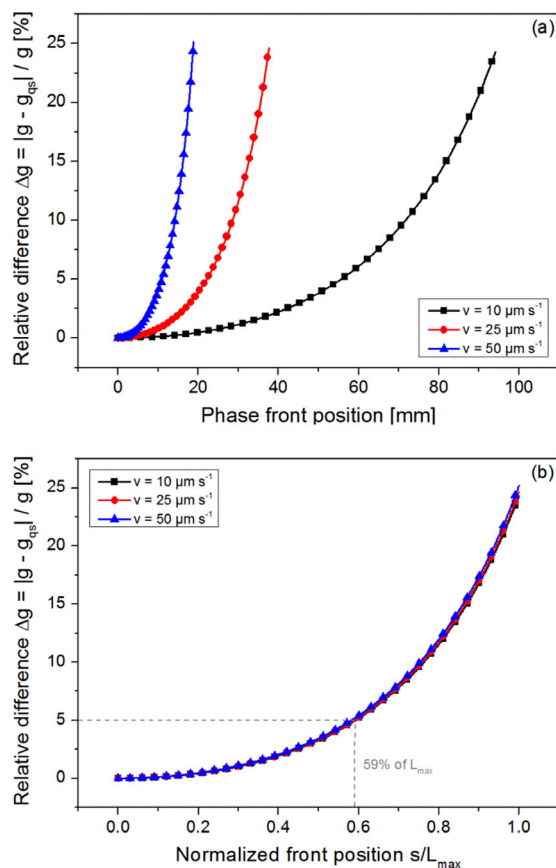 (a)
25
20
15
10
5
0
Relative difference Δg = |g - g_qs| / g [%]
v = 10 µm s⁻¹
v = 25 µm s⁻¹
v = 50 µm s⁻¹
0 20 40 60 80 100
Phase front position [mm]
(b)
v = 10 µm s⁻¹
v = 25 µm s⁻¹
v = 50 µm s⁻¹
25
20
15
10
5
0
Relative difference Δg = |g - g_qs| / g [%]
59% of L_max
0.0 0.2 0.4 0.6 0.8 1.0
Normalized front position s/L_max